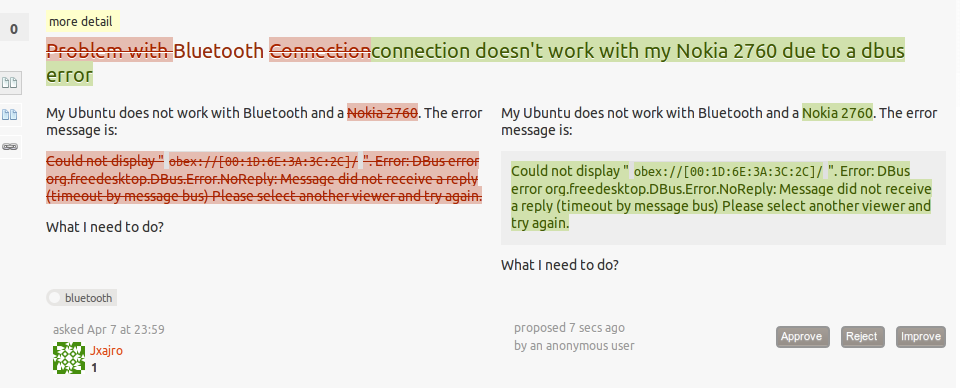 0
more detail
Problem with Bluetooth Connectionconnection doesn't work with my Nokia 2760 due to a dbus
error
My Ubuntu does not work with Bluetooth and a Nokia 2760. The error
message is:
Could not display " obex://[00:1D:6E:3A:3C:2C]/ ". Error: DBus error
org.freedesktop.DBus.Error.NoReply: Message did not receive a reply
(timeout by message bus) Please select another viewer and try again.
What I need to do?
My Ubuntu does not work with Bluetooth and a Nokia 2760. The error
message is:
Could not display " obex://[00:1D:6E:3A:3C:2C]/ ". Error: DBus
error org.freedesktop.DBus.Error.NoReply: Message did not receive
a reply (timeout by message bus) Please select another viewer and
try again.
What I need to do?
bluetooth
asked Apr 7 at 23:59
Jxajro
1
proposed 7 secs ago
by an anonymous user
Approve Reject Improve